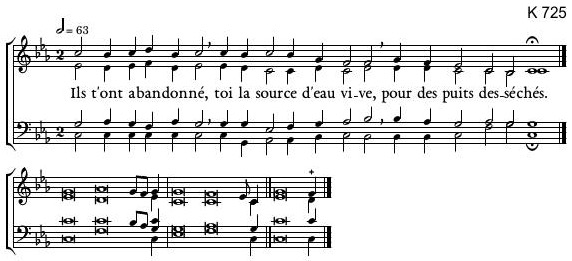 K 725
= 63
Ils t'ont abandonné, toi la source d'eau vi-ve, pour des puits des-séchés.